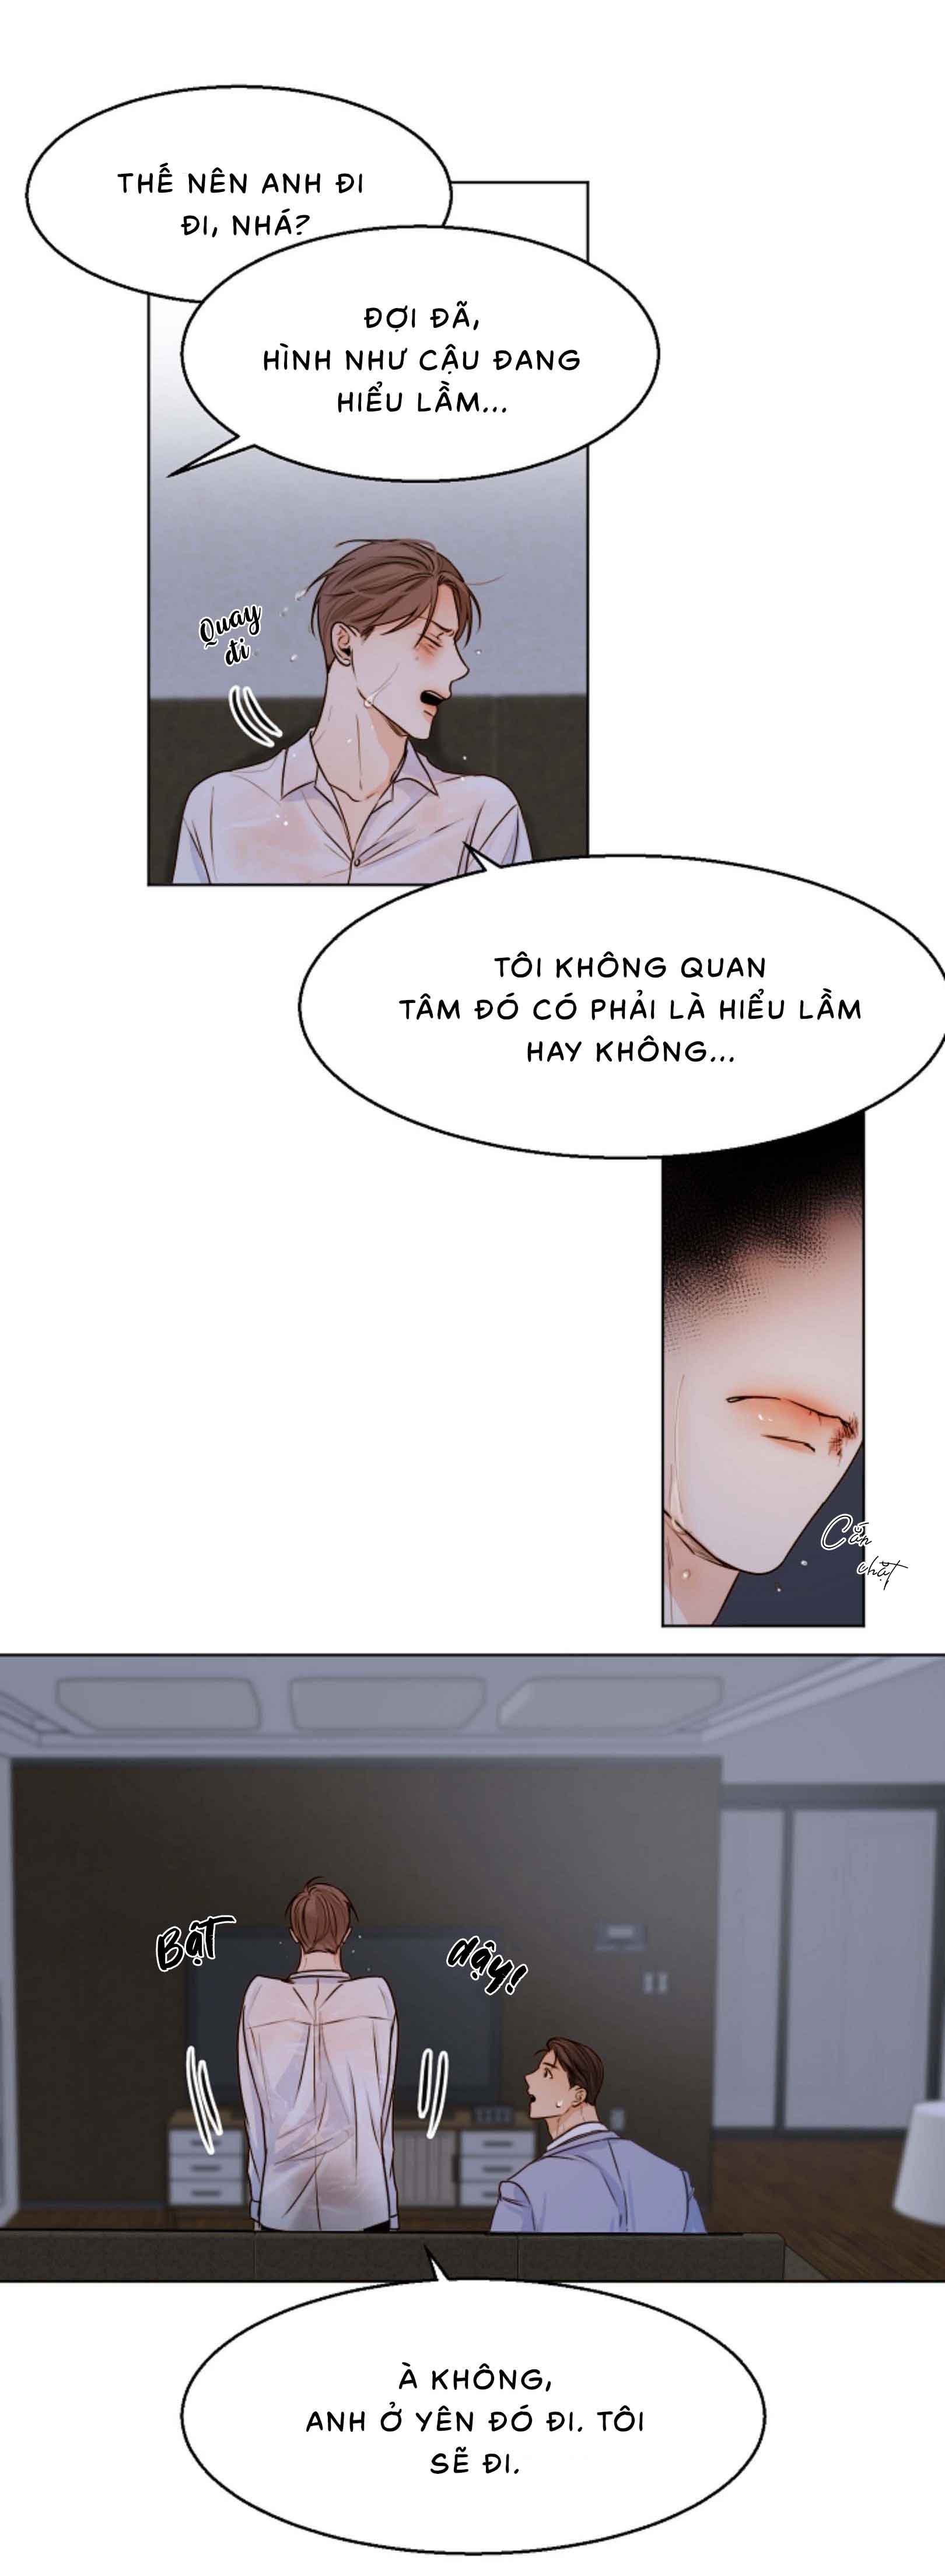 THẾ NÊN ANH ĐI
ĐI, NHÁ?
ĐỢI ĐÃ,
HÌNH NHƯ CẬU ĐANG
HIỂU LẦM...
Quay
đi
TÔI KHÔNG QUAN
TÂM ĐÓ CÓ PHẢI LÀ HIỂU LẦM
HAY KHÔNG...
Cắn
chặt
Bật
dậy!
À KHÔNG,
ANH Ở YÊN ĐÓ ĐI. TÔI
SẼ ĐI.